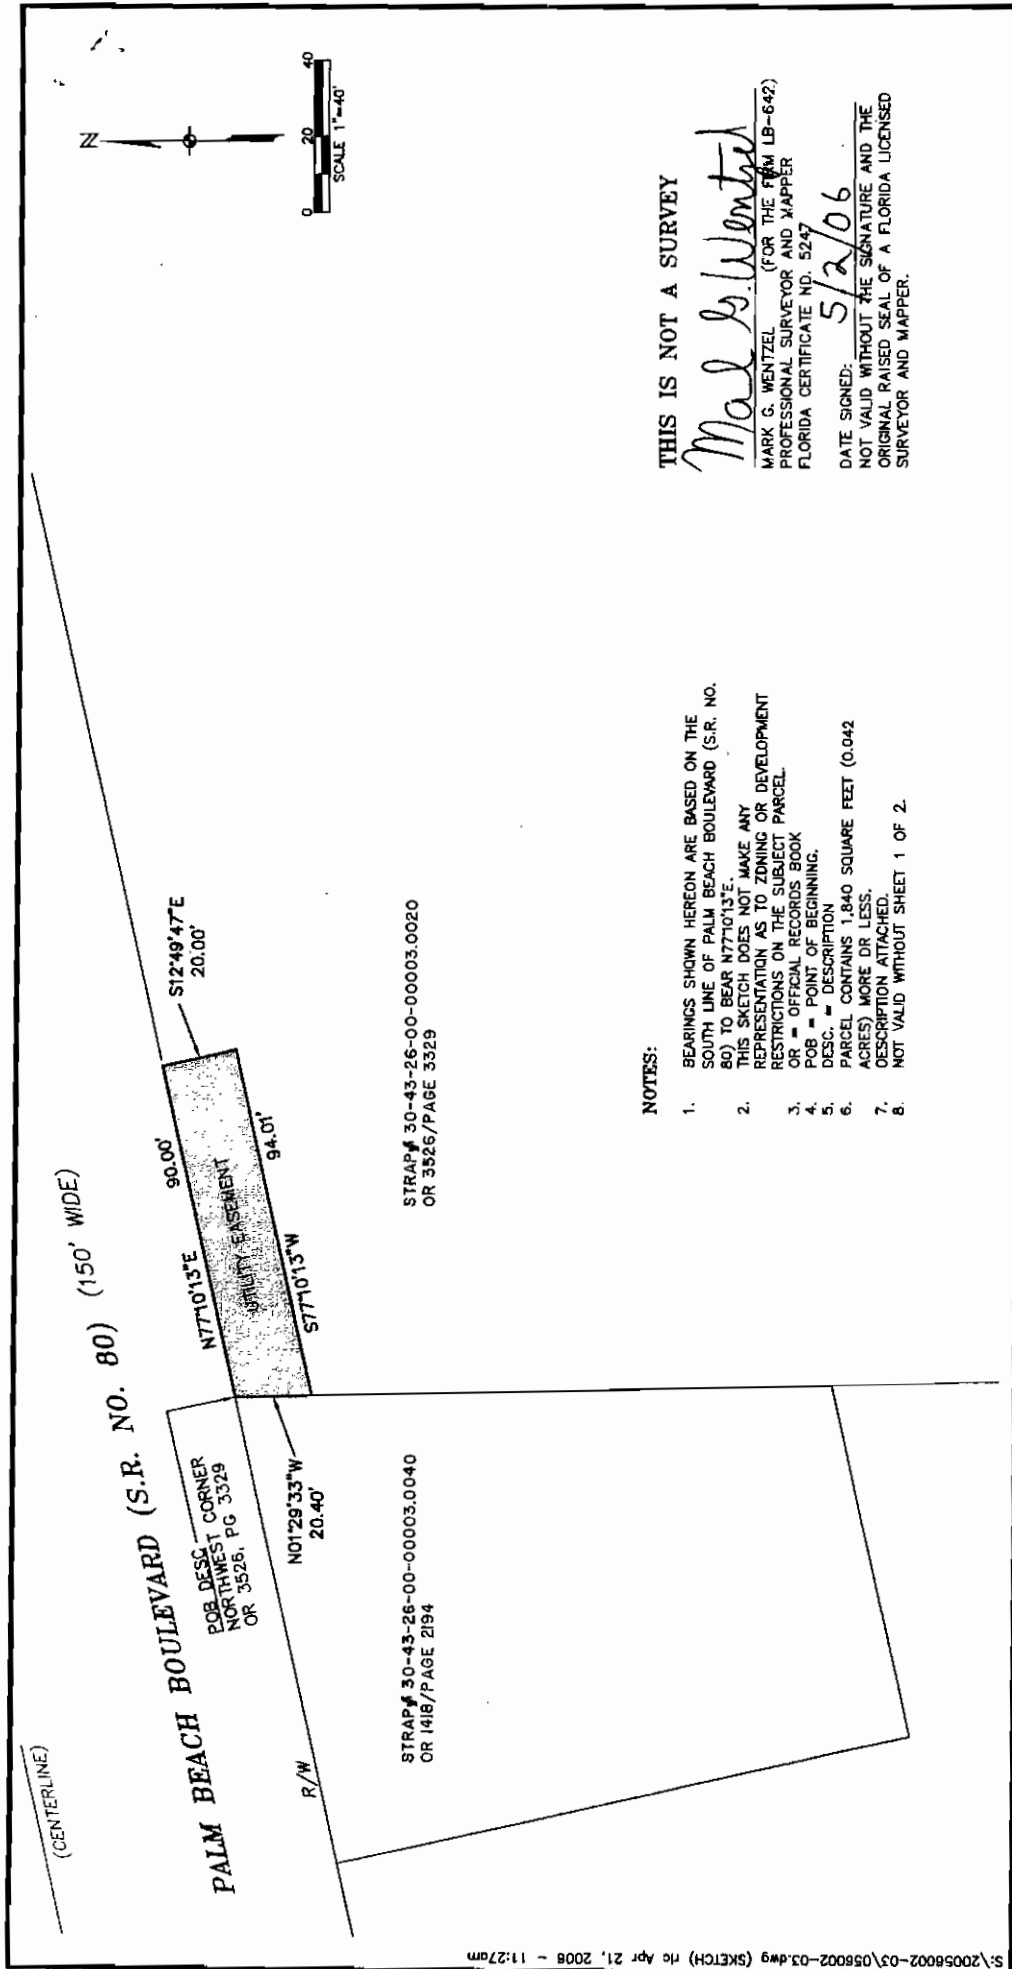 (CENTERLINE)
PALM BEACH BOULEVARD (S.R. NO. 80) (150' WIDE)
R/W
POB DESC
NORTHWEST CORNER
OR 3526, PG 3329
N01°29'33"W
20.40'
N77°10'13"E
90.00'
UTILITY EASEMENT
S77°10'13"W
94.01'
S12°49'47"E
20.00'
STRAP# 30-43-26-00-00003.0040
OR 1418/PAGE 2194
STRAP# 30-43-26-00-00003.0020
OR 3526/PAGE 3329
Z
0 20 40
SCALE 1"=40'
NOTES:
1. BEARINGS SHOWN HEREON ARE BASED ON THE
SOUTH LINE OF PALM BEACH BOULEVARD (S.R. NO.
80) TO BEAR N77°10'13"E.
2. THIS SKETCH DOES NOT MAKE ANY
REPRESENTATION AS TO ZONING OR DEVELOPMENT
RESTRICTIONS ON THE SUBJECT PARCEL.
3. OR = OFFICIAL RECORDS BOOK
4. POB = POINT OF BEGINNING.
5. DESC. = DESCRIPTION
6. PARCEL CONTAINS 1,840 SQUARE FEET (0.042
ACRES) MORE OR LESS.
7. DESCRIPTION ATTACHED.
8. NOT VALID WITHOUT SHEET 1 OF 2.
THIS IS NOT A SURVEY
Mark G. Wentzel
MARK G. WENTZEL (FOR THE FIRM LB-642)
PROFESSIONAL SURVEYOR AND MAPPER
FLORIDA CERTIFICATE NO. 5247
DATE SIGNED: 5/2/06
NOT VALID WITHOUT THE SIGNATURE AND THE
ORIGINAL RAISED SEAL OF A FLORIDA LICENSED
SURVEYOR AND MAPPER.
S:\20056002-03\056002-03.dwg (SKETCH) rlc Apr 21, 2006 - 11:27am